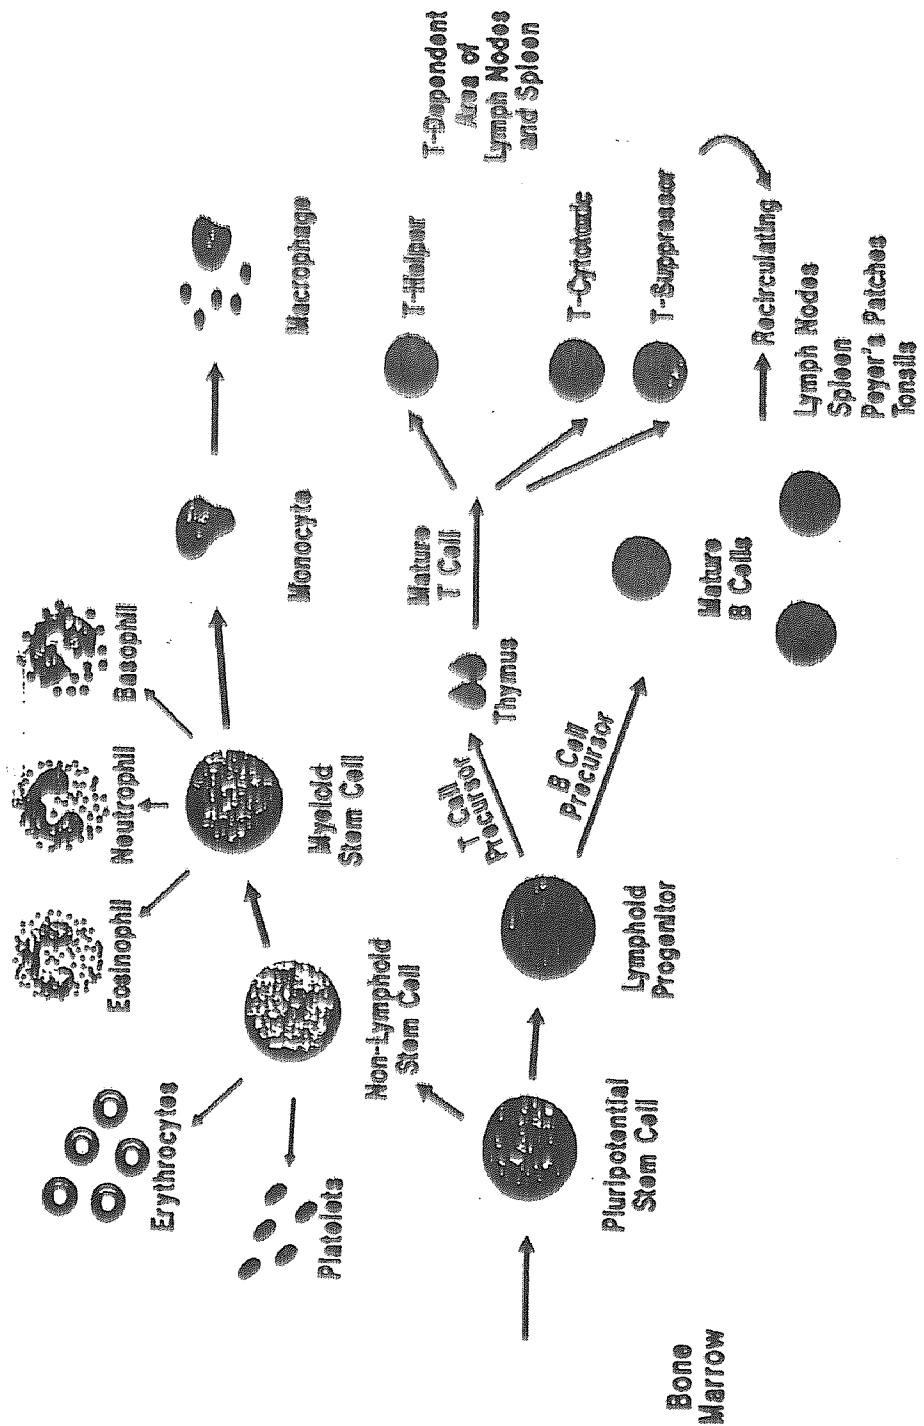 Eosinophil
Neutrophil
Basophil
Erythrocytes
Platelets
Non-Lymphoid
Stem Cell
Myeloid
Stem Cell
Monocyte
Macrophage
Bone
Marrow
Pluripotential
Stem Cell
Lymphoid
Progenitor
T Cell
Precursor
Thymus
Mature
T Cell
T-Helper
T-Cytotoxic
T-Suppressor
T-Dependent
Area of
Lymph Nodes
and Spleen
B Cell
Precursor
Mature
B Cells
Recirculating
Lymph Nodes
Spleen
Peyer's Patches
Tonsils